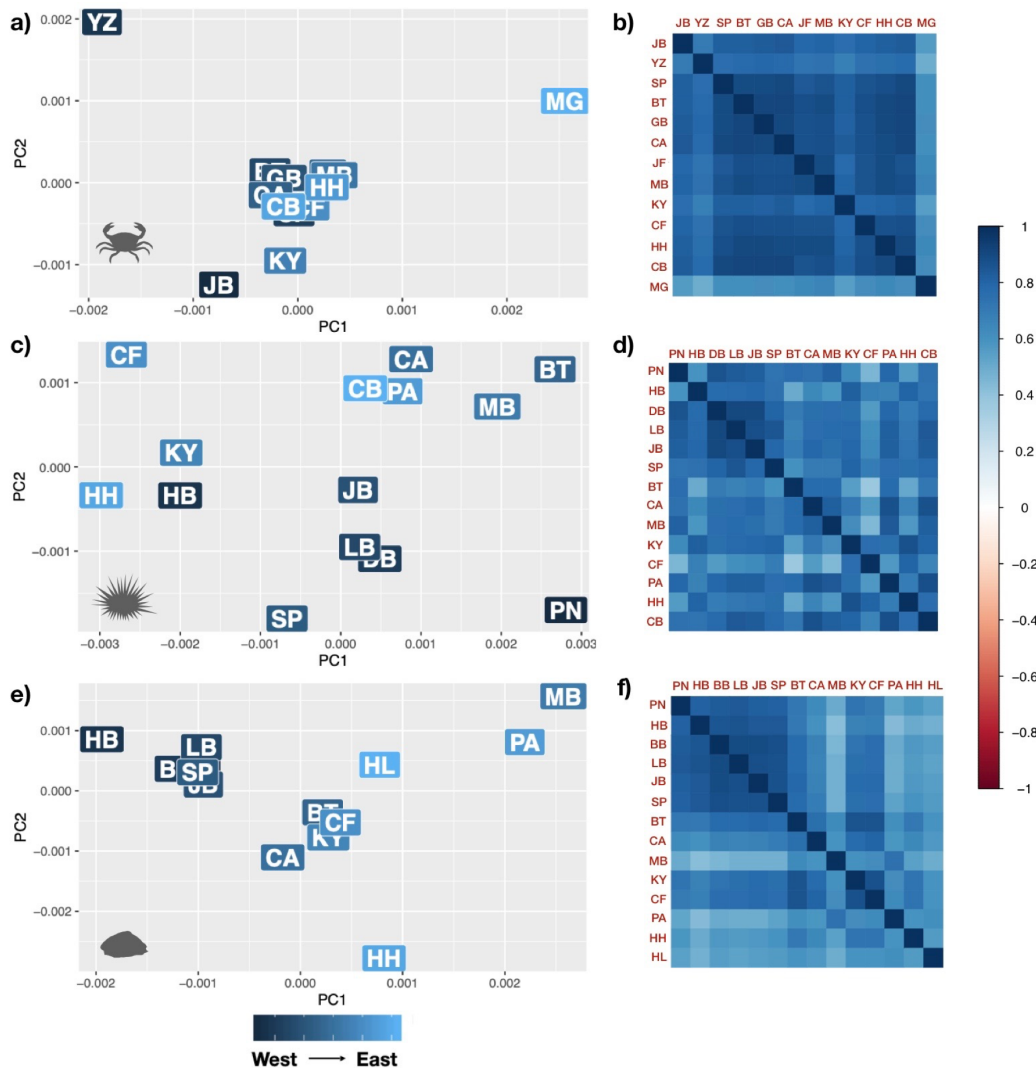 a)
YZ
MG
GB
MB
HH
CB
CF
KY
JB
0.002
0.001
0.000
−0.001
PC2
−0.002 −0.001 0.000 0.001 0.002
PC1
b)
JB YZ SP BT GB CA JF MB KY CF HH CB MG
JB
YZ
SP
BT
GB
CA
JF
MB
KY
CF
HH
CB
MG
c)
CF
CA
BT
CB
PA
MB
KY
HH
HB
JB
LB
DB
SP
PN
0.001
0.000
−0.001
PC2
−0.003 −0.002 −0.001 0.000 0.001 0.002 0.003
PC1
d)
PN HB DB LB JB SP BT CA MB KY CF PA HH CB
PN
HB
DB
LB
JB
SP
BT
CA
MB
KY
CF
PA
HH
CB
1
0.8
0.6
0.4
0.2
0
−0.2
−0.4
−0.6
−0.8
−1
e)
MB
HB
LB
PA
SP
JB
HL
BT
CF
KY
CA
HH
0.001
0.000
−0.001
−0.002
PC2
−0.002 −0.001 0.000 0.001 0.002
PC1
f)
PN HB BB LB JB SP BT CA MB KY CF PA HH HL
PN
HB
BB
LB
JB
SP
BT
CA
MB
KY
CF
PA
HH
HL
West → East